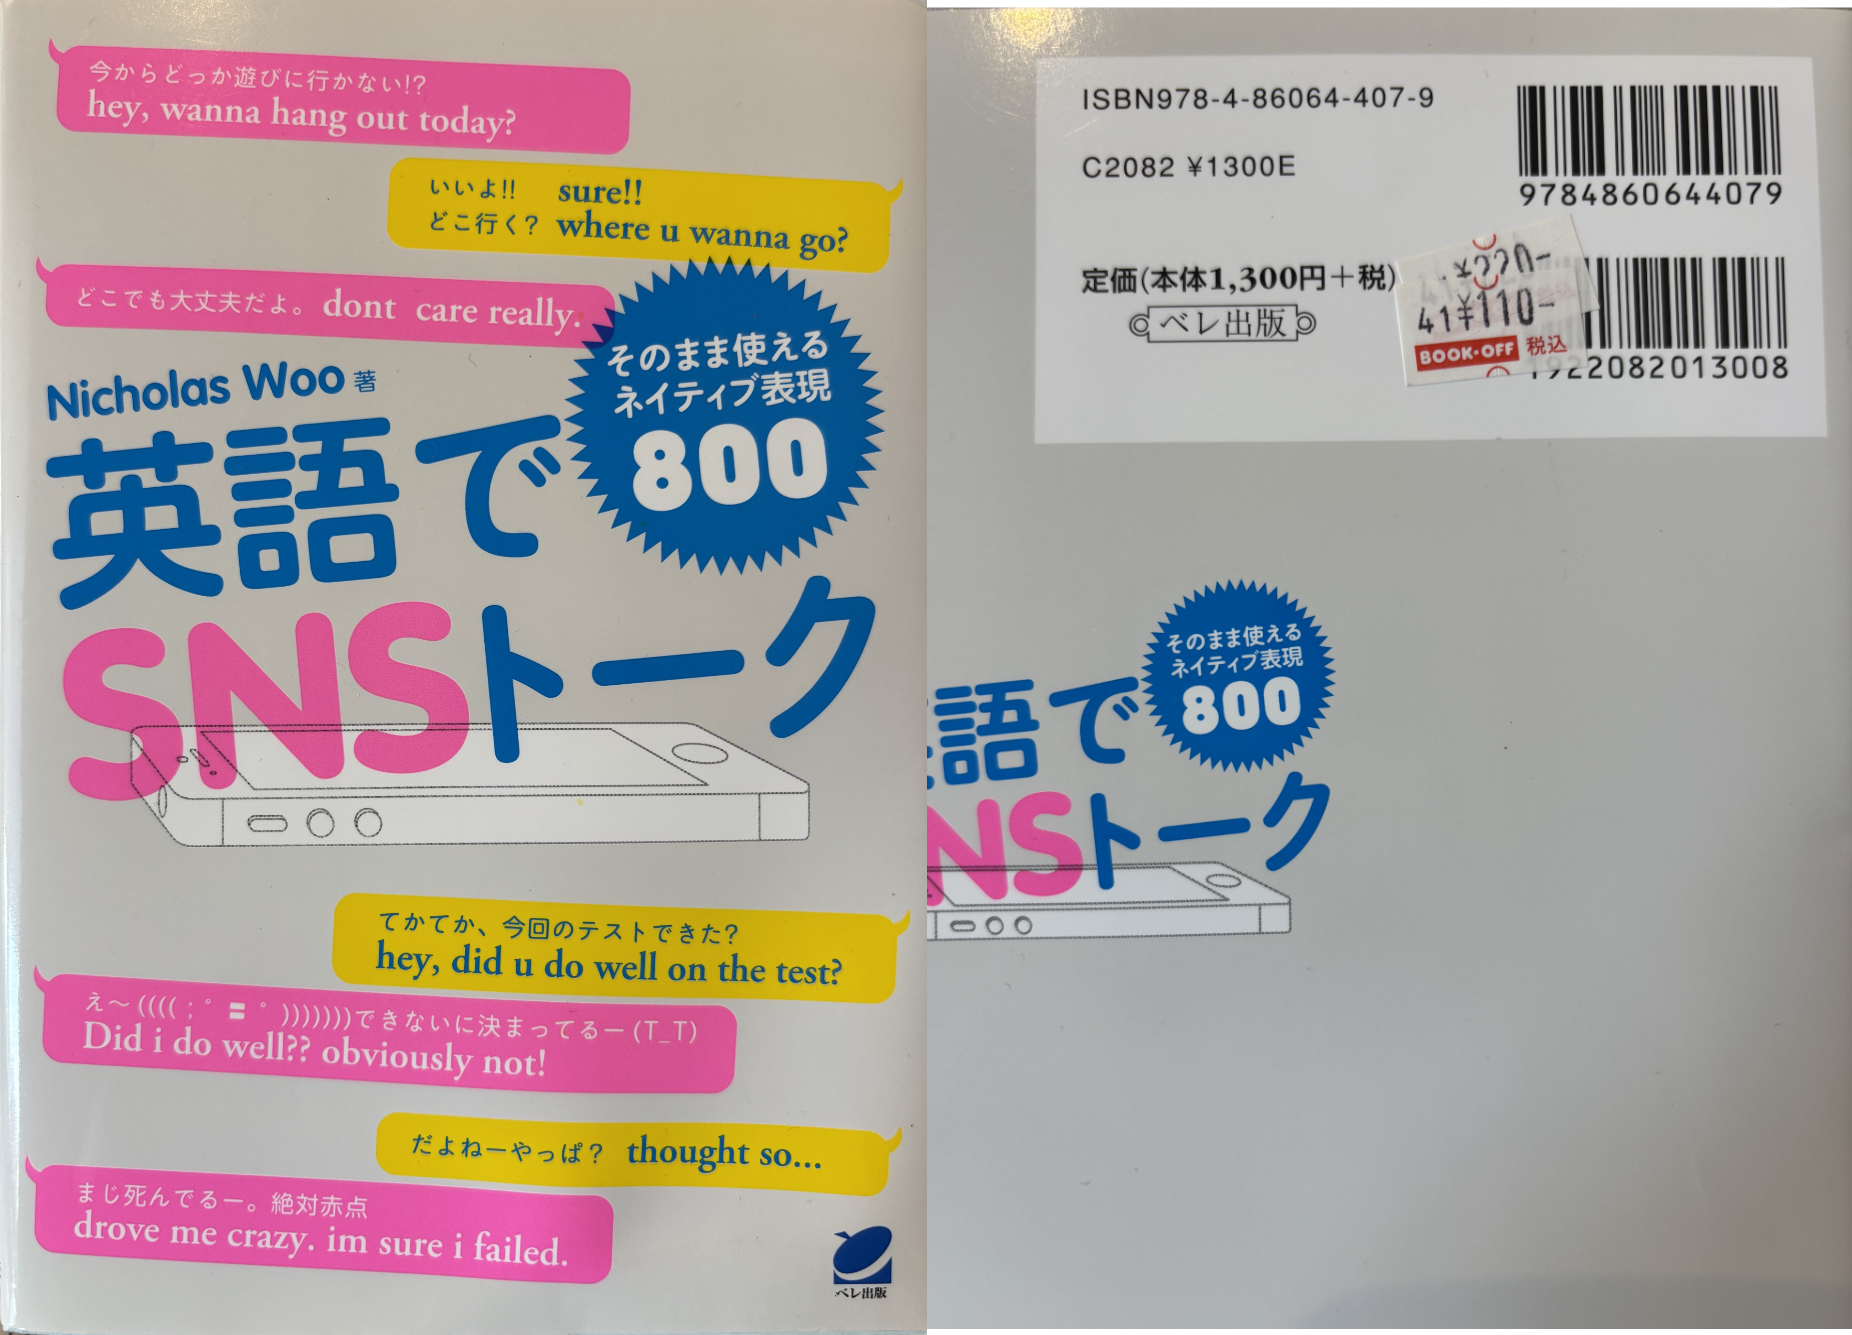 今からどっか遊びに行かない!?
hey, wanna hang out today?
いいよ!! sure!!
どこ行く? where u wanna go?
どこでも大丈夫だよ。 dont care really.
そのまま使える
ネイティブ表現
800
Nicholas Woo 著
英語で
SNSトーク
てかてか、今回のテストできた?
hey, did u do well on the test?
え〜 (((( ; ゜〓゜)))))))できないに決まってるー (T_T)
Did i do well?? obviously not!
だよねーやっぱ? thought so...
まじ死んでるー。絶対赤点
drove me crazy. im sure i failed.
ベレ出版
ISBN978-4-86064-407-9
C2082 ¥1300E
9784860644079
定価(本体1,300円+税)
ベレ出版
¥220-
41¥110-
BOOK・OFF 税込
1922082013008
そのまま使える
ネイティブ表現
800
語で
NSトーク